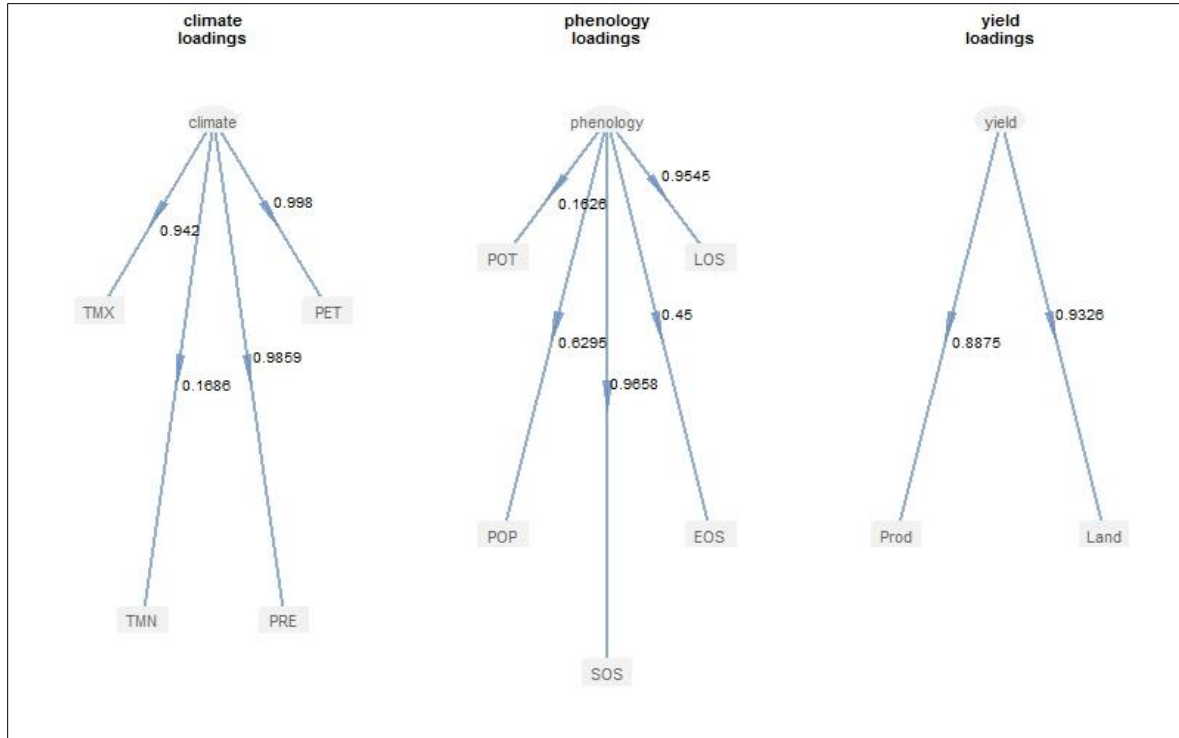 climate
loadings
phenology
loadings
yield
loadings
climate
phenology
yield
0.9545
0.998
0.1626
0.942
POT
LOS
TMX
PET
0.45
0.9326
0.6295
0.8875
0.9859
0.1686
0.9658
POP
EOS
Prod
Land
TMN
PRE
SOS